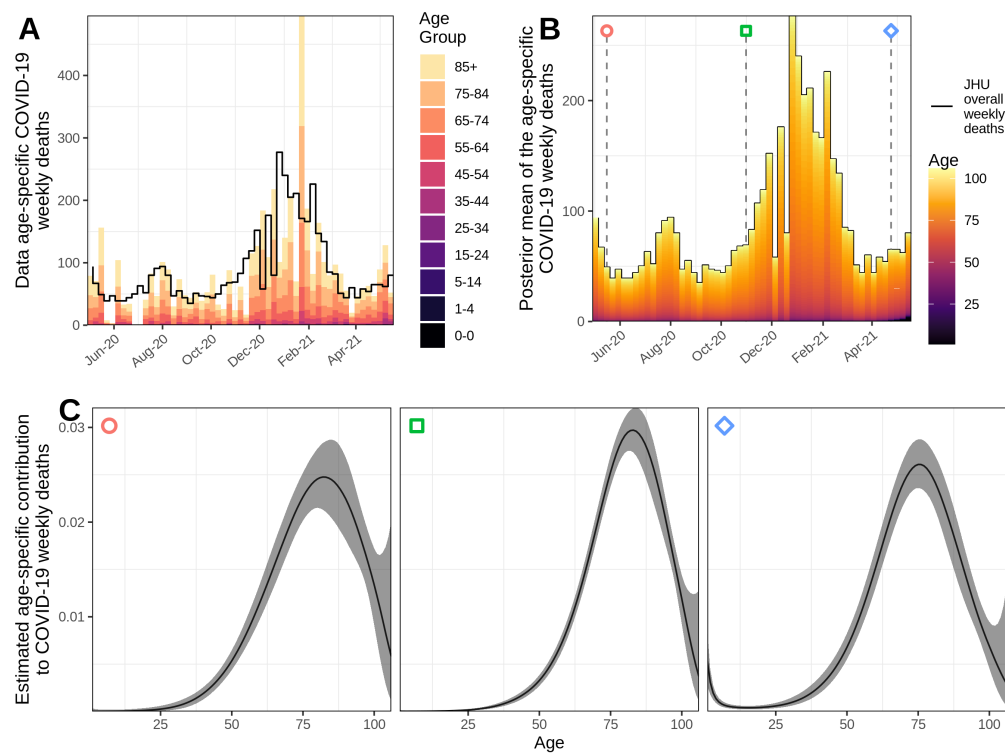 A
Data age-specific COVID-19
weekly deaths
400
300
200
100
0
Jun-20
Aug-20
Oct-20
Dec-20
Feb-21
Apr-21
Age
Group
85+
75-84
65-74
55-64
45-54
35-44
25-34
15-24
5-14
1-4
0-0
B
Posterior mean of the age-specific
COVID-19 weekly deaths
200
100
0
Jun-20
Aug-20
Oct-20
Dec-20
Feb-21
Apr-21
JHU
overall
weekly
deaths
Age
100
75
50
25
C
Estimated age-specific contribution
to COVID-19 weekly deaths
0.03
0.02
0.01
25
50
75
100
25
50
75
100
25
50
75
100
Age